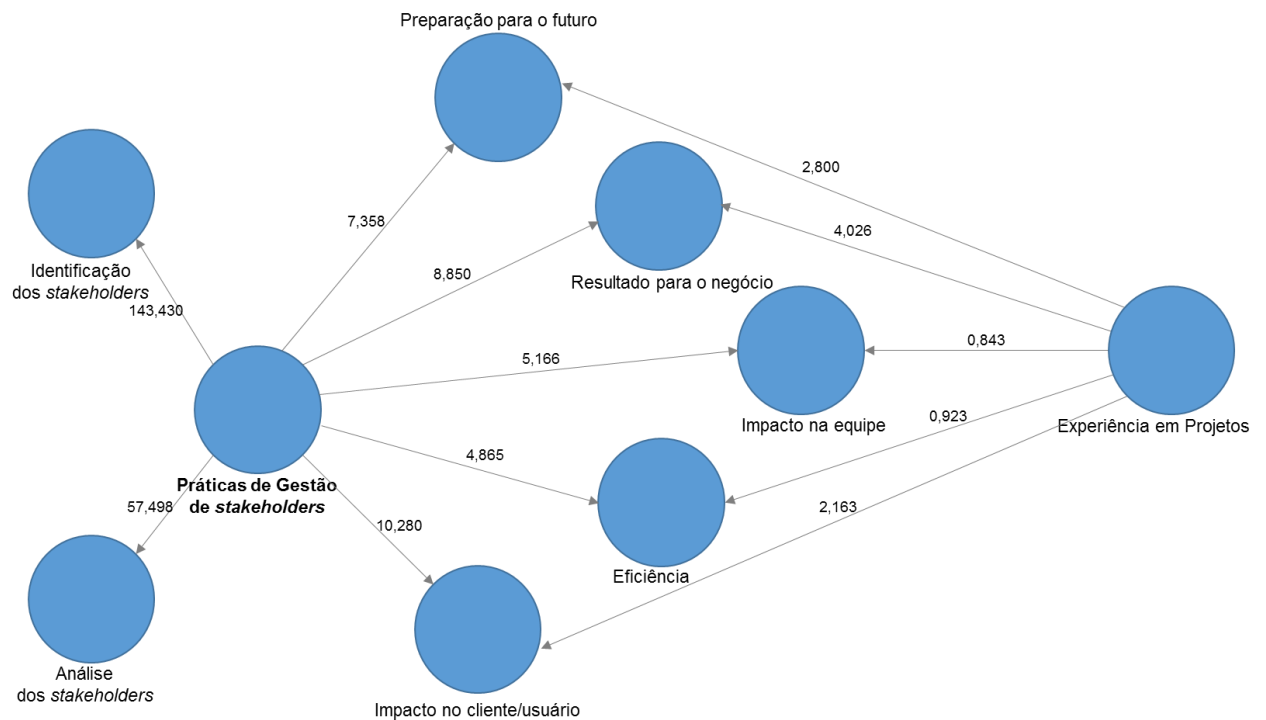 Preparação para o futuro
2,800
7,358
4,026
Identificação
dos stakeholders
8,850
Resultado para o negócio
143,430
0,843
5,166
Impacto na equipe
Experiência em Projetos
0,923
4,865
Práticas de Gestão
de stakeholders
57,498
2,163
10,280
Eficiência
Análise
dos stakeholders
Impacto no cliente/usuário